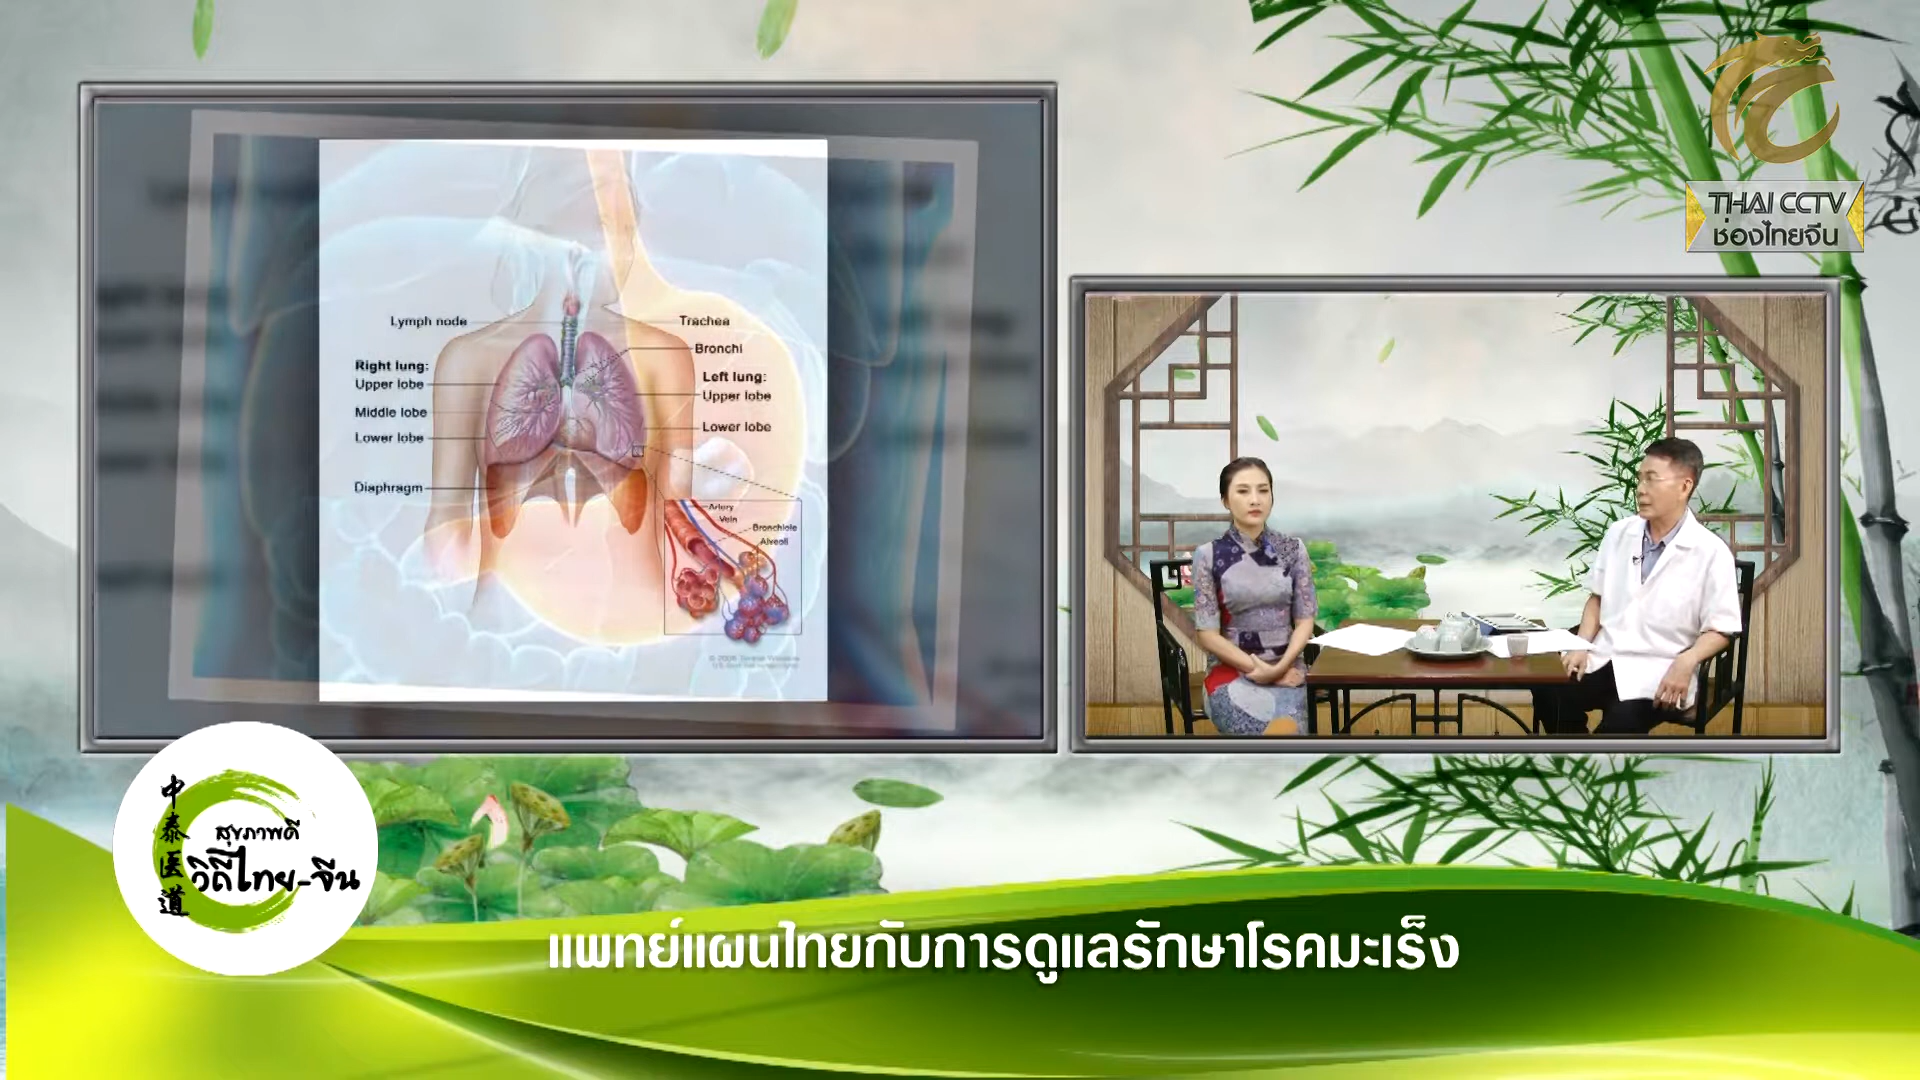 THAI CCTV
ช่องไทยจีน
Lymph node
Trachea
Bronchi
Right lung:
Upper lobe
Middle lobe
Lower lobe
Left lung:
Upper lobe
Lower lobe
Diaphragm
Artery
Vein
Bronchiole
Alveoli
中泰医道
สุขภาพดี
วิถีไทย-จีน
แพทย์แผนไทยกับการดูแลรักษาโรคมะเร็ง